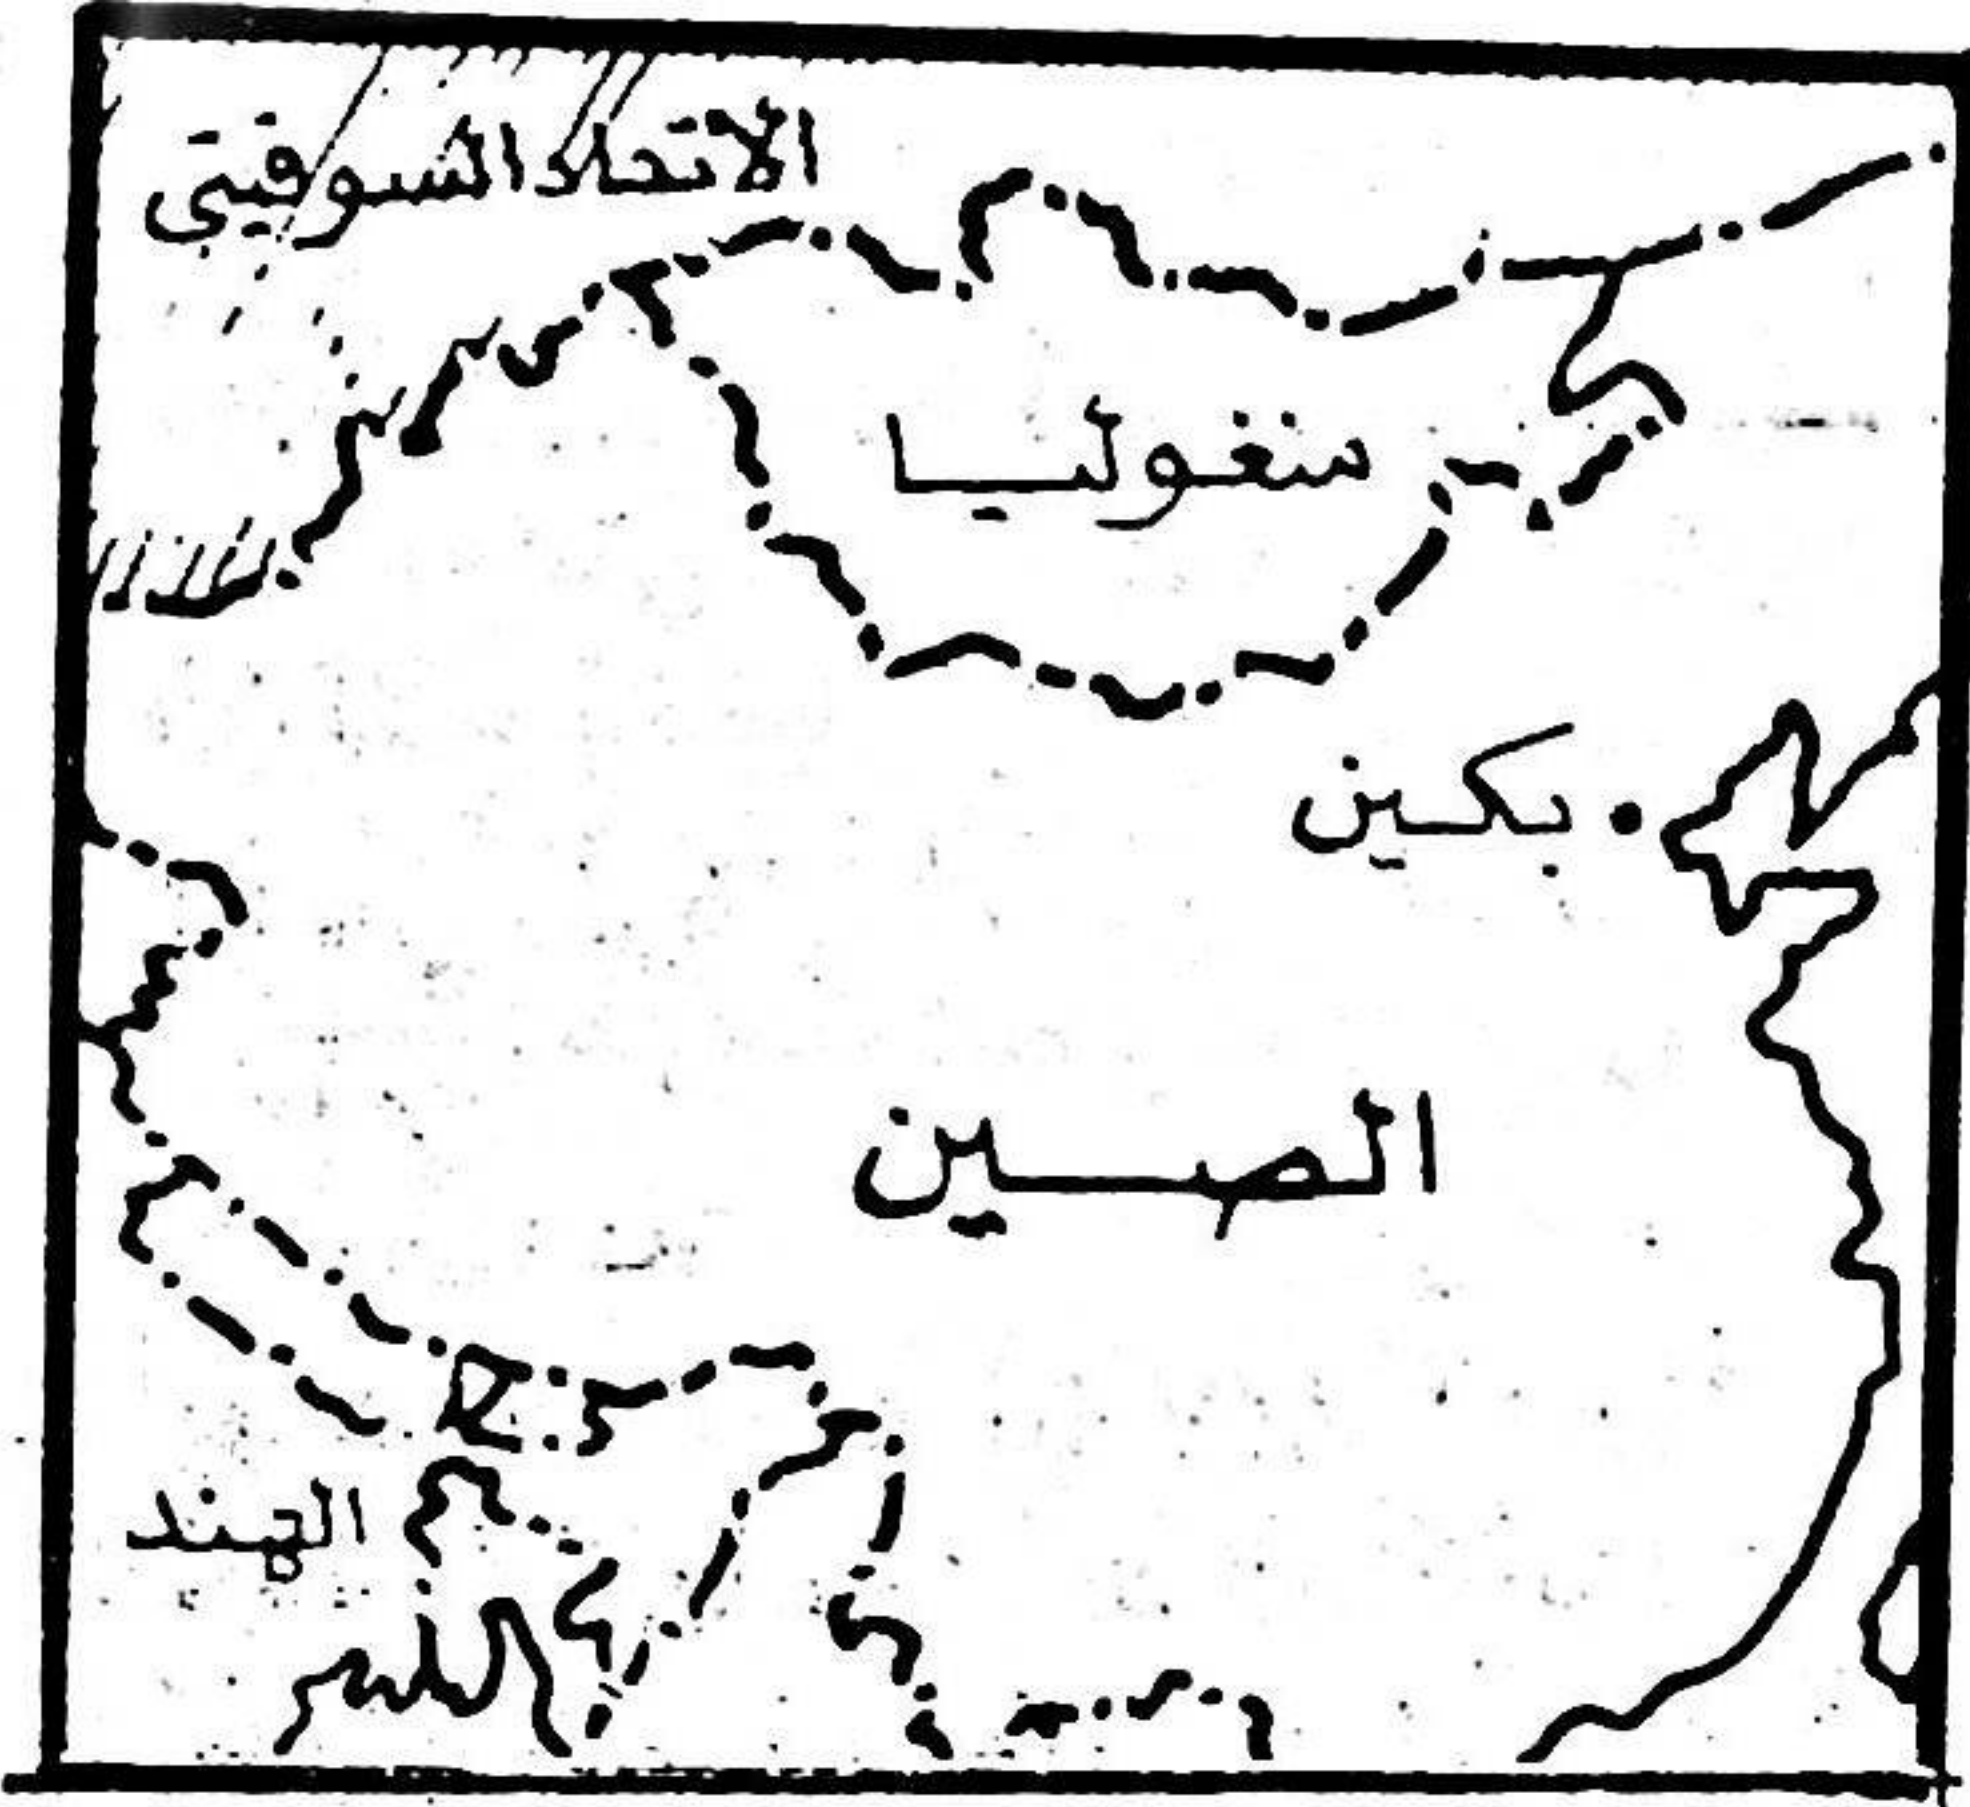 الاتحاد السوفيتي
منغوليا
بكين
الصين
الهند